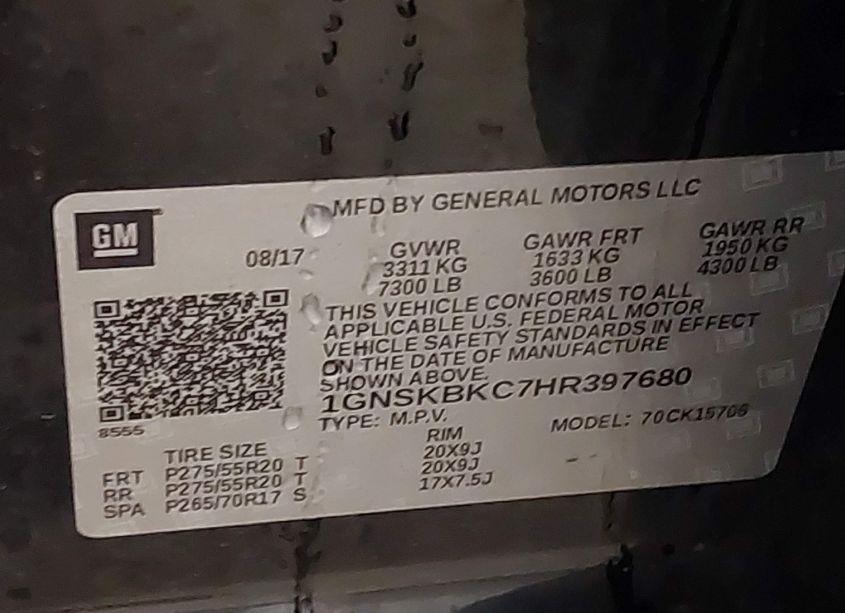 MFD BY GENERAL MOTORS LLC
GM
08/17
GVWR GAWR FRT GAWR RR
3311 KG 1633 KG 1950 KG
7300 LB 3600 LB 4300 LB
THIS VEHICLE CONFORMS TO ALL
APPLICABLE U.S. FEDERAL MOTOR
VEHICLE SAFETY STANDARDS IN EFFECT
ON THE DATE OF MANUFACTURE
SHOWN ABOVE.
1GNSKBKC7HR397680
TYPE: M.P.V. MODEL: 70CK15706
8555
TIRE SIZE RIM
FRT P275/55R20 T 20X9J
RR P275/55R20 T 20X9J
SPA P265/70R17 S 17X7.5J